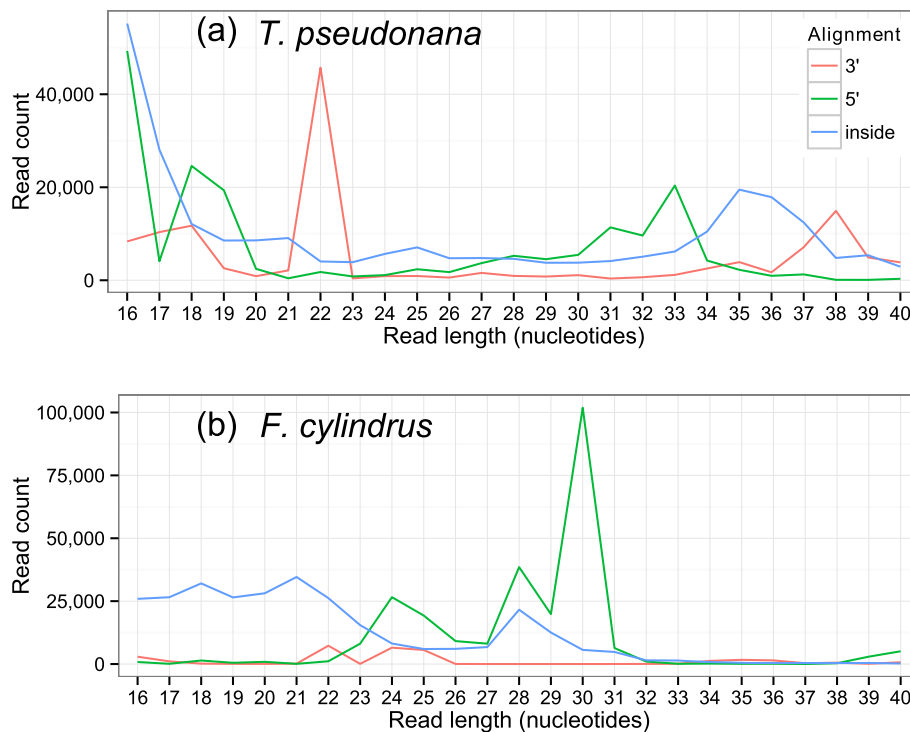 (a) T. pseudonana
Alignment
3'
5'
inside
Read count
40,000
20,000
0
16 17 18 19 20 21 22 23 24 25 26 27 28 29 30 31 32 33 34 35 36 37 38 39 40
Read length (nucleotides)
(b) F. cylindrus
Read count
100,000
75,000
50,000
25,000
0
16 17 18 19 20 21 22 23 24 25 26 27 28 29 30 31 32 33 34 35 36 37 38 39 40
Read length (nucleotides)